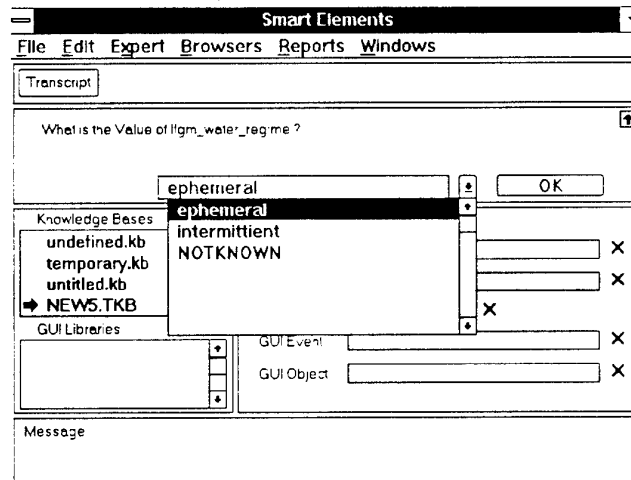 Smart Elements
File Edit Expert Browsers Reports Windows
Transcript
What is the Value of lfgm_water_regime ?
ephemeral
OK
ephemeral
intermittient
NOTKNOWN
Knowledge Bases
undefined.kb
temporary.kb
untitled.kb
NEW5.TKB
GUI Libraries
GUI Event
GUI Object
Message